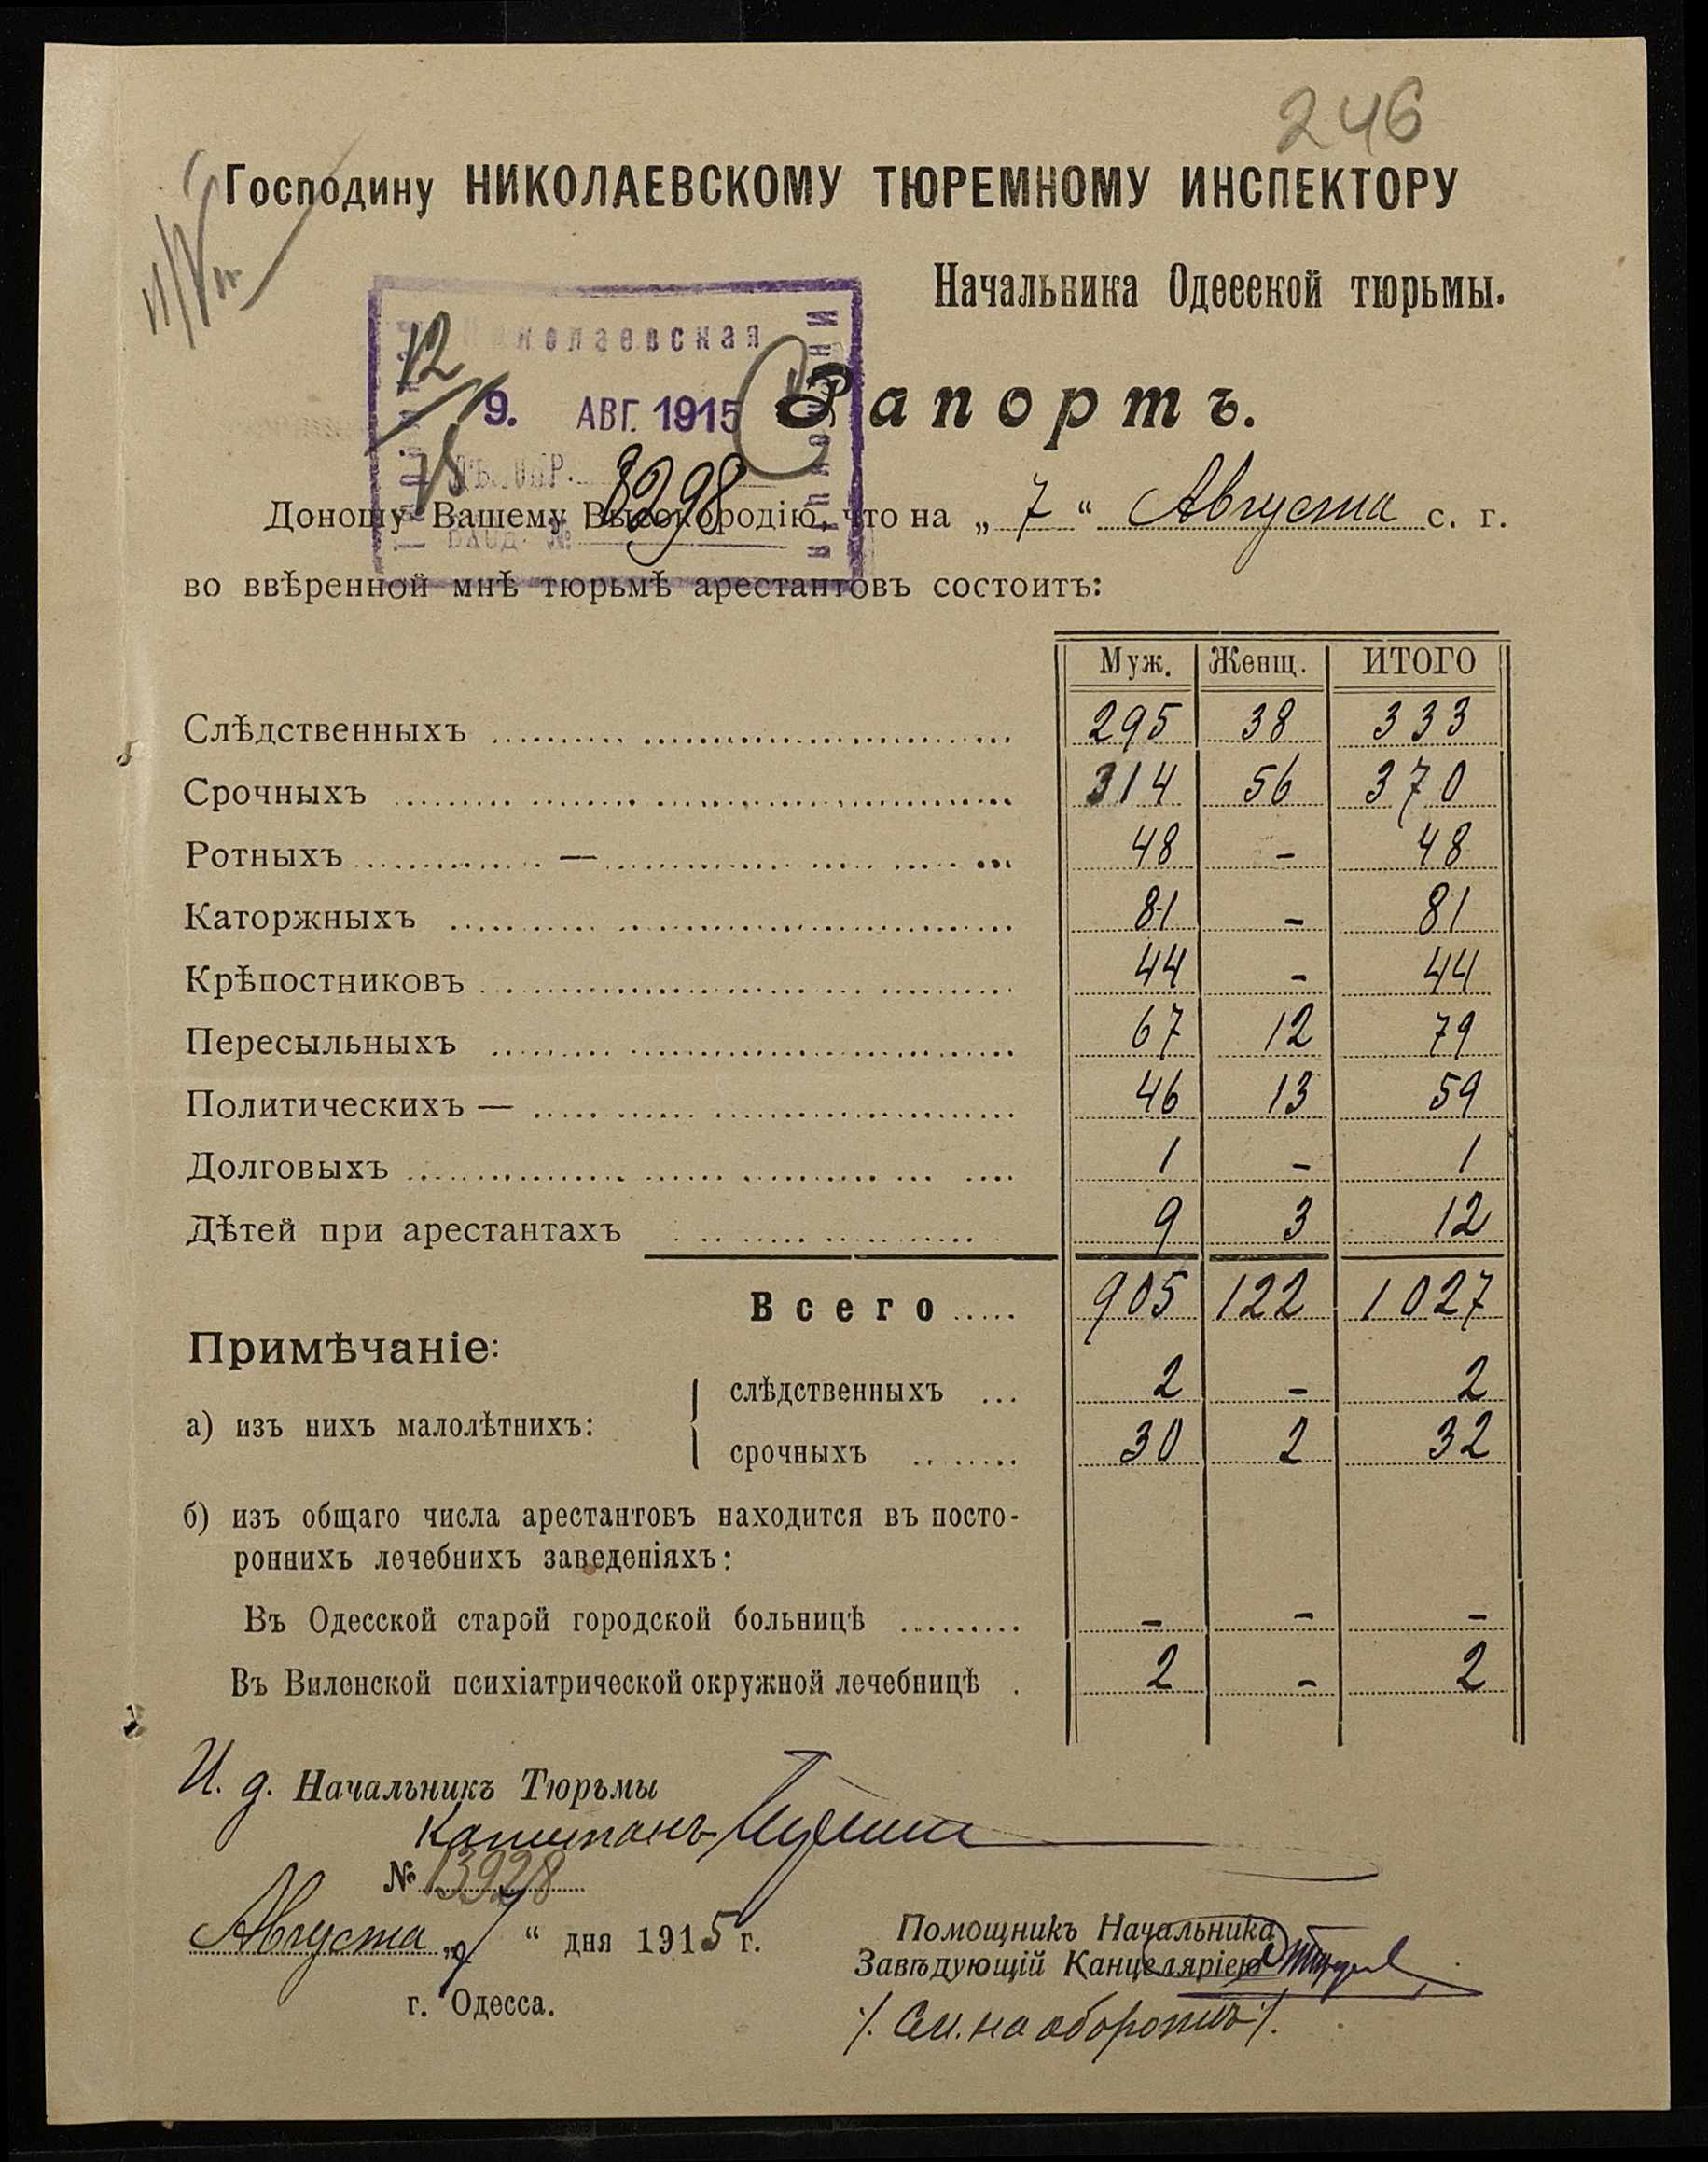 246
Господину НИКОЛАЕВСКОМУ ТЮРЕМНОМУ ИНСПЕКТОРУ
Начальника Одесской тюрьмы.
Николаевская
12
9. АВГ. 1915
Рапортъ.
ВХОД. № 8298
Доношу Вашему Высокородію, что на „ 7 “ Августа с. г.
во ввѣренной мнѣ тюрьмѣ арестантовъ состоитъ:
Муж. Женщ. ИТОГО
Слѣдственныхъ 295 38 333
Срочныхъ 314 56 370
Ротныхъ — 48 - 48
Каторжныхъ 81 - 81
Крѣпостниковъ 44 - 44
Пересыльныхъ 67 12 79
Политическихъ — 46 13 59
Долговыхъ 1 - 1
Дѣтей при арестантахъ 9 3 12
Всего 905 122 1027
Примѣчаніе:
а) изъ нихъ малолѣтнихъ:
слѣдственныхъ 2 - 2
срочныхъ 30 2 32
б) изъ общаго числа арестантовъ находится въ посто-
роннихъ лечебнихъ заведеніяхъ:
Въ Одесской старой городской больницѣ - - -
Въ Виленской психіатрической окружной лечебницѣ 2 - 2
И. д. Начальникъ Тюрьмы
Капитанъ
№ 13928
Августа „ 7 “ дня 1915 г.
г. Одесса.
Помощникъ Начальника
Завѣдующій Канцеляріею
/. См. на оборотѣ /.